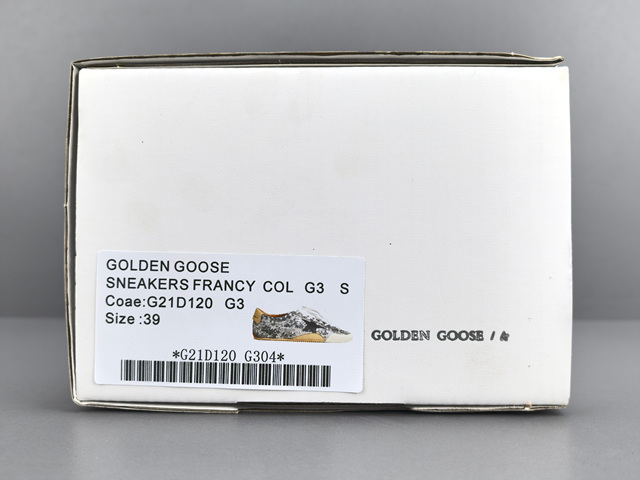 GOLDEN GOOSE
SNEAKERS FRANCY COL G3 S
Coae:G21D120 G3
Size :39
*G21D120 G304*
GOLDEN GOOSE /